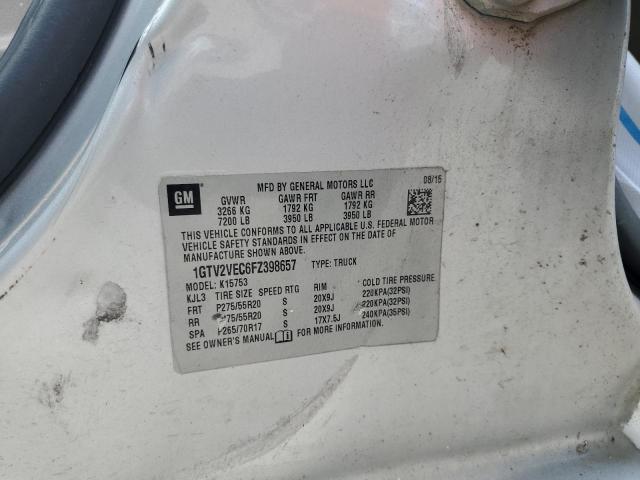 GM
MFD BY GENERAL MOTORS LLC 08/15
GVWR GAWR FRT GAWR RR
3266 KG 1792 KG 1792 KG
7200 LB 3950 LB 3950 LB
THIS VEHICLE CONFORMS TO ALL APPLICABLE U.S. FEDERAL MOTOR
VEHICLE SAFETY STANDARDS IN EFFECT ON THE DATE OF
MANUFACTURE SHOWN ABOVE.
1GTV2VEC6FZ398657 TYPE: TRUCK
MODEL: K15753
KJL3 TIRE SIZE SPEED RTG RIM COLD TIRE PRESSURE
FRT P275/55R20 S 20X9J 220KPA(32PSI)
RR P275/55R20 S 20X9J 220KPA(32PSI)
SPA P265/70R17 S 17X7.5J 240KPA(35PSI)
SEE OWNER'S MANUAL FOR MORE INFORMATION.